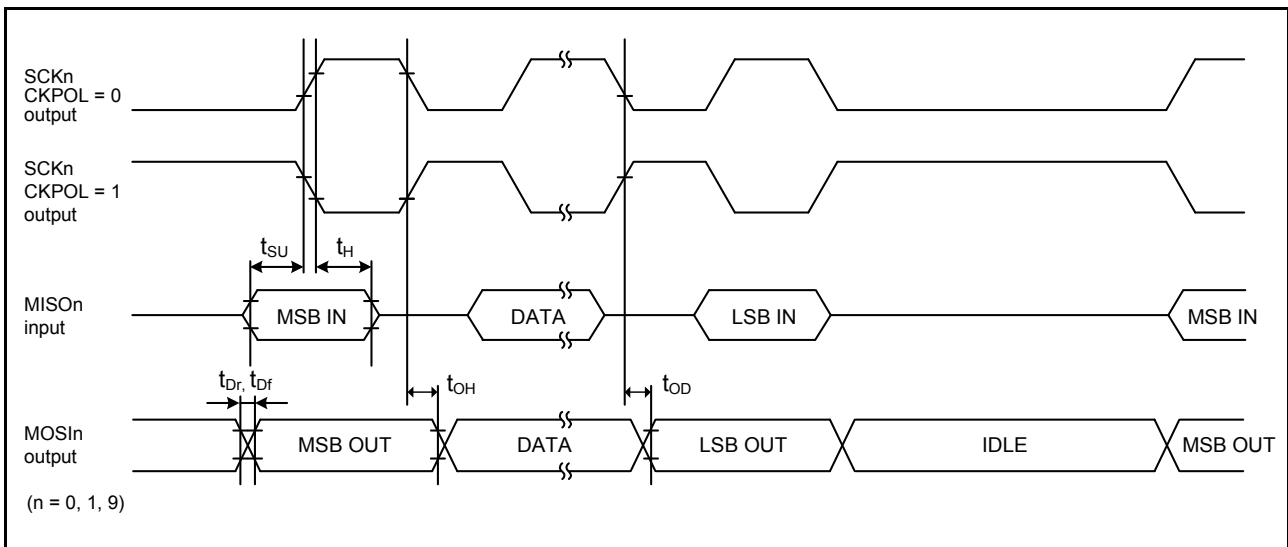 SCKn
CKPOL = 0
output
SCKn
CKPOL = 1
output
tSU
tH
MISOn
input
MSB IN
DATA
LSB IN
MSB IN
tDr, tDf
tOH
tOD
MOSIn
output
MSB OUT
DATA
LSB OUT
IDLE
MSB OUT
(n = 0, 1, 9)